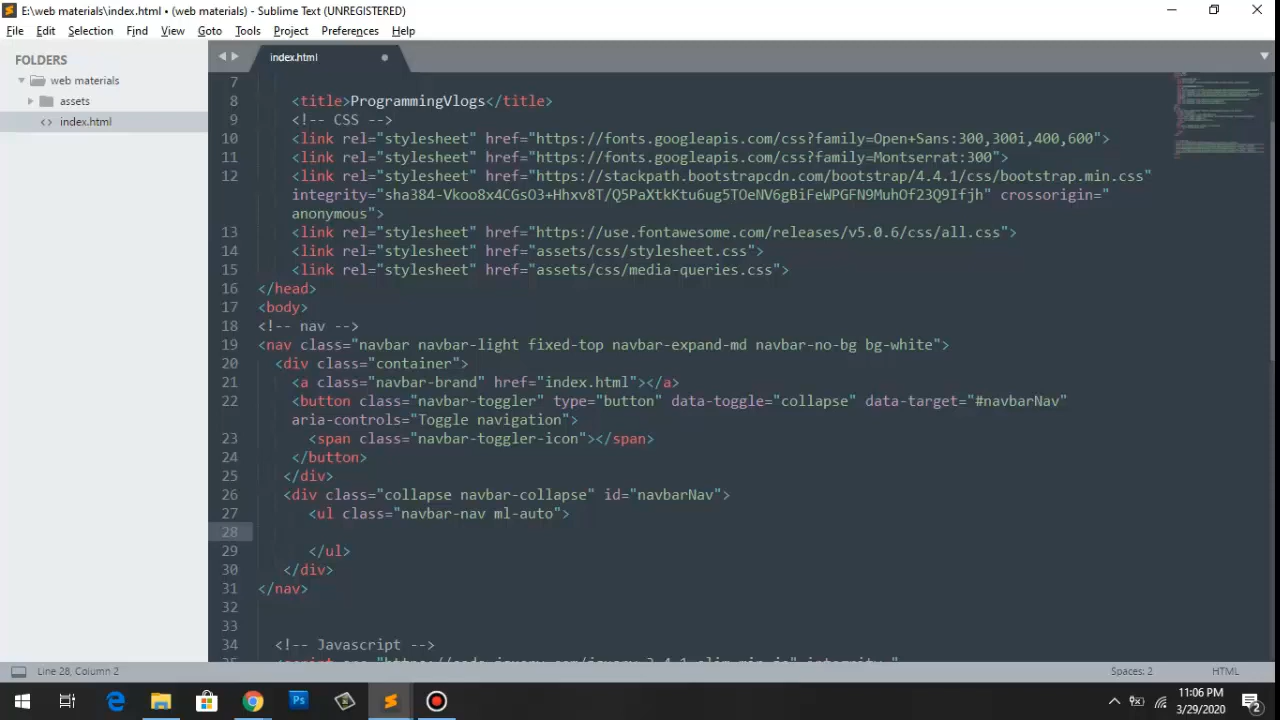 E:\web materials\index.html • (web materials) - Sublime Text (UNREGISTERED)
File Edit Selection Find View Goto Tools Project Preferences Help
FOLDERS
web materials
assets
<> index.html
index.html
7
8 <title>ProgrammingVlogs</title>
9 <!-- CSS -->
10 <link rel="stylesheet" href="https://fonts.googleapis.com/css?family=Open+Sans:300,300i,400,600">
11 <link rel="stylesheet" href="https://fonts.googleapis.com/css?family=Montserrat:300">
12 <link rel="stylesheet" href="https://stackpath.bootstrapcdn.com/bootstrap/4.4.1/css/bootstrap.min.css"
integrity="sha384-Vkoo8x4CGsO3+Hhxv8T/Q5PaXtkKtu6ug5TOeNV6gBiFeWPGFN9MuhOf23Q9Ifjh" crossorigin="
anonymous">
13 <link rel="stylesheet" href="https://use.fontawesome.com/releases/v5.0.6/css/all.css">
14 <link rel="stylesheet" href="assets/css/stylesheet.css">
15 <link rel="stylesheet" href="assets/css/media-queries.css">
16 </head>
17 <body>
18 <!-- nav -->
19 <nav class="navbar navbar-light fixed-top navbar-expand-md navbar-no-bg bg-white">
20 <div class="container">
21 <a class="navbar-brand" href="index.html"></a>
22 <button class="navbar-toggler" type="button" data-toggle="collapse" data-target="#navbarNav"
aria-controls="Toggle navigation">
23 <span class="navbar-toggler-icon"></span>
24 </button>
25 </div>
26 <div class="collapse navbar-collapse" id="navbarNav">
27 <ul class="navbar-nav ml-auto">
28
29 </ul>
30 </div>
31 </nav>
32
33
34 <!-- Javascript -->
Line 28, Column 2
Spaces: 2
HTML
11:06 PM
3/29/2020
2